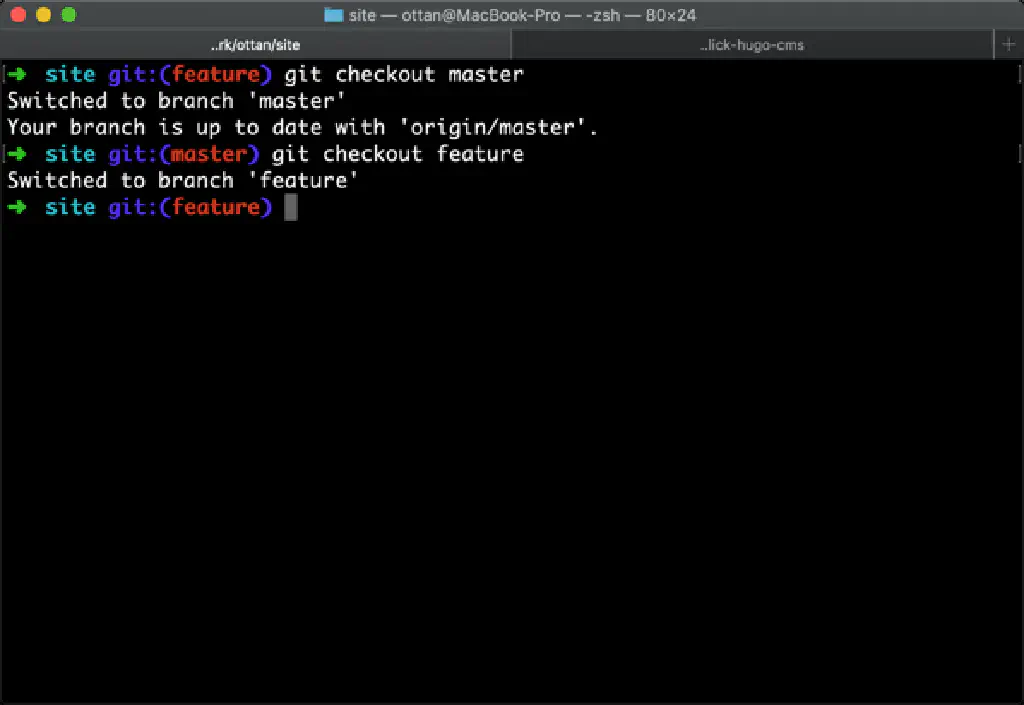 site — ottan@MacBook-Pro — -zsh — 80×24
..rk/ottan/site
..lick-hugo-cms
+
➜ site git:(feature) git checkout master
Switched to branch 'master'
Your branch is up to date with 'origin/master'.
➜ site git:(master) git checkout feature
Switched to branch 'feature'
➜ site git:(feature)